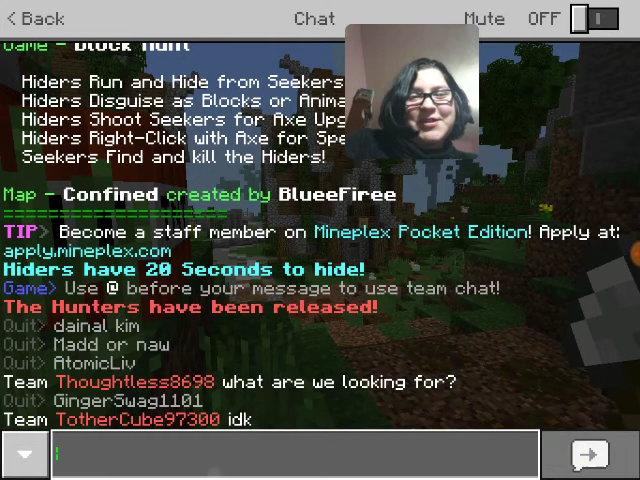 < Back
Chat
Mute OFF
Game – Block Hunt
Hiders Run and Hide from Seekers
Hiders Disguise as Blocks or Anima
Hiders Shoot Seekers for Axe Upg
Hiders Right-Click with Axe for Spe
Seekers Find and kill the Hiders!
Map – Confined created by BlueeFiree
=====================
TIP> Become a staff member on Mineplex Pocket Edition! Apply at:
apply.mineplex.com
Hiders have 20 Seconds to hide!
Game> Use @ before your message to use team chat!
The Hunters have been released!
Quit> dainal kim
Quit> Madd or naw
Quit> AtomicLiv
Team Thoughtless8698 what are we looking for?
Quit> GingerSwag1101
Team TotherCube97300 idk